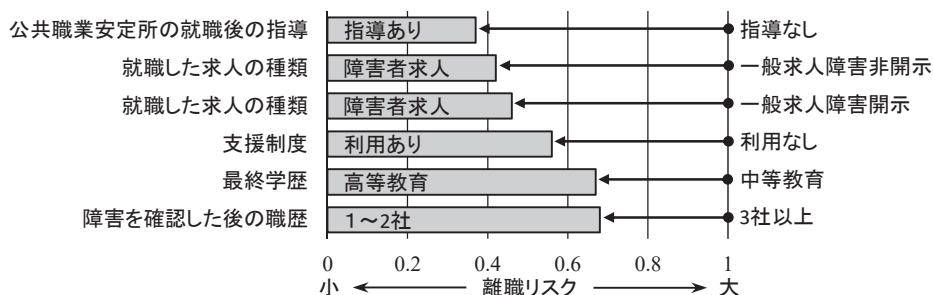 公共職業安定所の就職後の指導 指導あり 指導なし
就職した求人の種類 障害者求人 一般求人障害非開示
就職した求人の種類 障害者求人 一般求人障害開示
支援制度 利用あり 利用なし
最終学歴 高等教育 中等教育
障害を確認した後の職歴 1～2社 3社以上
0 0.2 0.4 0.6 0.8 1
小 離職リスク 大